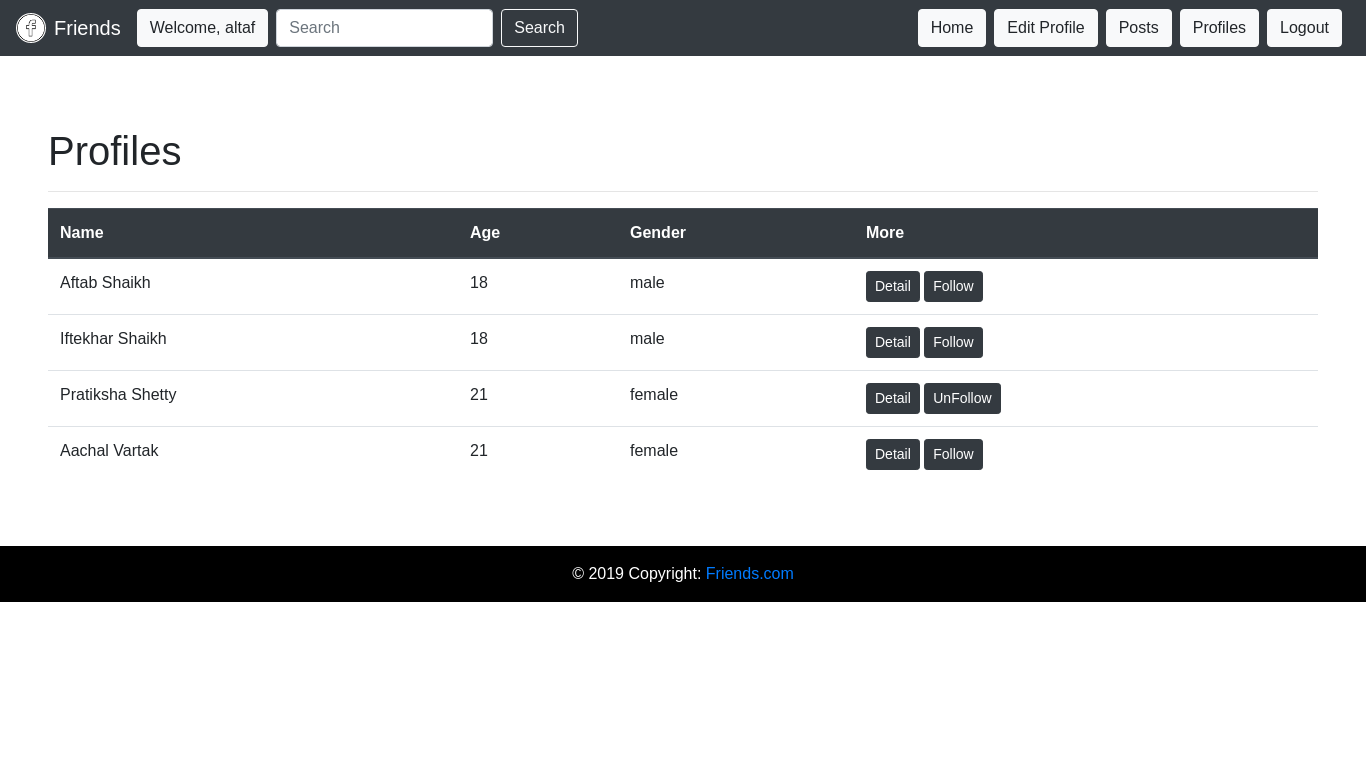 Friends Welcome, altaf Search Search Home Edit Profile Posts Profiles Logout
Profiles
Name Age Gender More
Aftab Shaikh 18 male Detail Follow
Iftekhar Shaikh 18 male Detail Follow
Pratiksha Shetty 21 female Detail UnFollow
Aachal Vartak 21 female Detail Follow
© 2019 Copyright: Friends.com